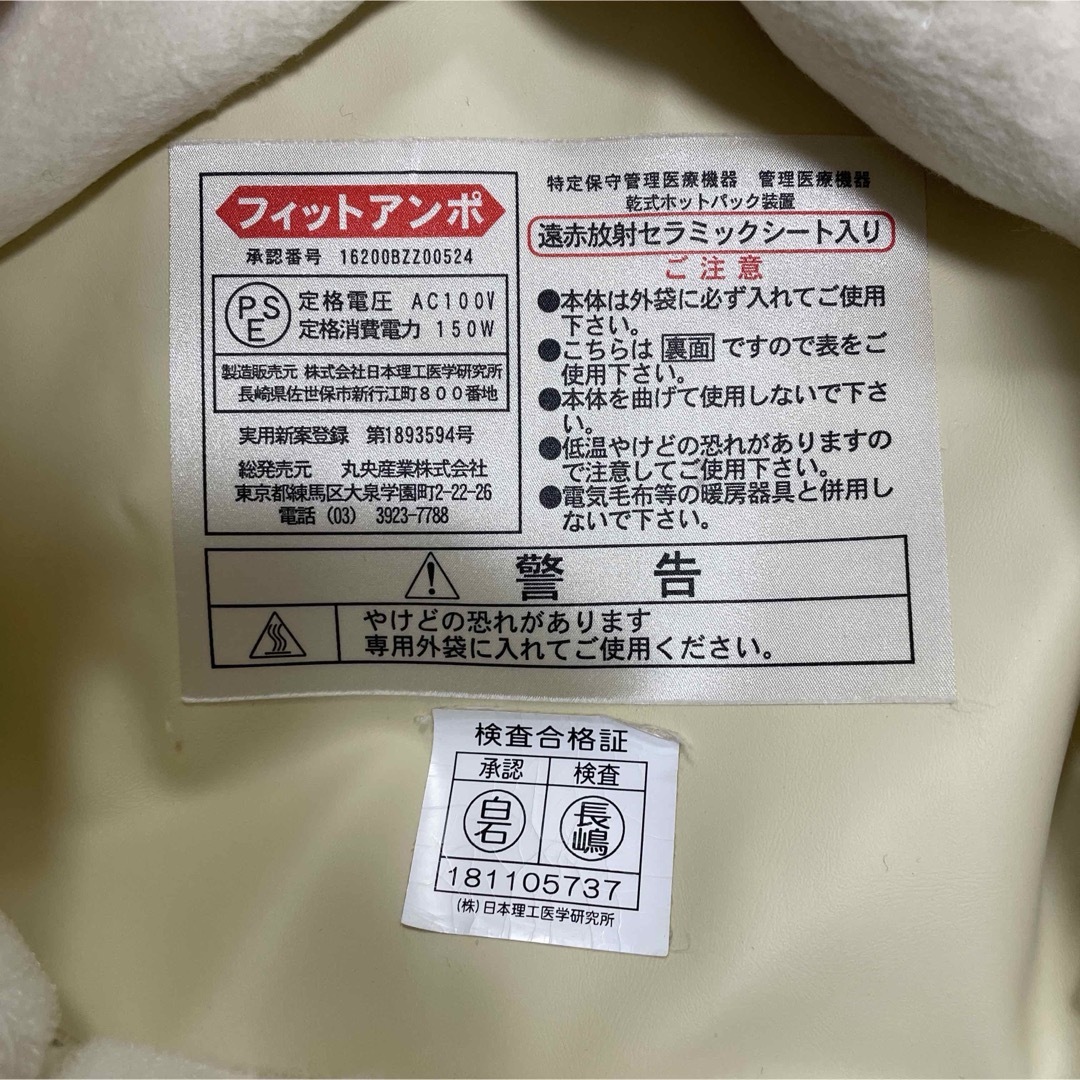 フィットアンポ
承認番号 16200BZZ00524
PSE
定格電圧 AC100V
定格消費電力 150W
製造販売元 株式会社日本理工医学研究所
長崎県佐世保市新行江町800番地
実用新案登録 第1893594号
総発売元 丸央産業株式会社
東京都練馬区大泉学園町2-22-26
電話(03) 3923-7788
特定保守管理医療機器 管理医療機器
乾式ホットパック装置
遠赤放射セラミックシート入り
ご注意
●本体は外袋に必ず入れてご使用
下さい。
●こちらは裏面ですので表をご
使用下さい。
●本体を曲げて使用しないで下さ
い。
●低温やけどの恐れがありますの
で注意してご使用下さい。
●電気毛布等の暖房器具と併用し
ないで下さい。
警告
やけどの恐れがあります
専用外袋に入れてご使用ください。
検査合格証
承認 検査
白石 長嶋
181105737
(株)日本理工医学研究所